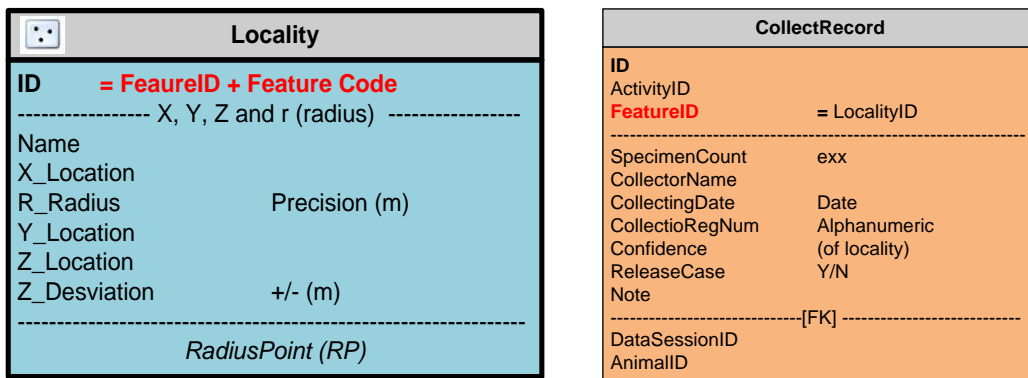 Locality
ID = FeaureID + Feature Code
----------------- X, Y, Z and r (radius) -----------------
Name
X_Location
R_Radius Precision (m)
Y_Location
Z_Location
Z_Desviation +/- (m)
-----------------------------------------------------------------
RadiusPoint (RP)
CollectRecord
ID
ActivityID
FeatureID = LocalityID
-----------------------------------------------------------------
SpecimenCount exx
CollectorName
CollectingDate Date
CollectioRegNum Alphanumeric
Confidence (of locality)
ReleaseCase Y/N
Note
------------------------------[FK] ----------------------------
DataSessionID
AnimalID